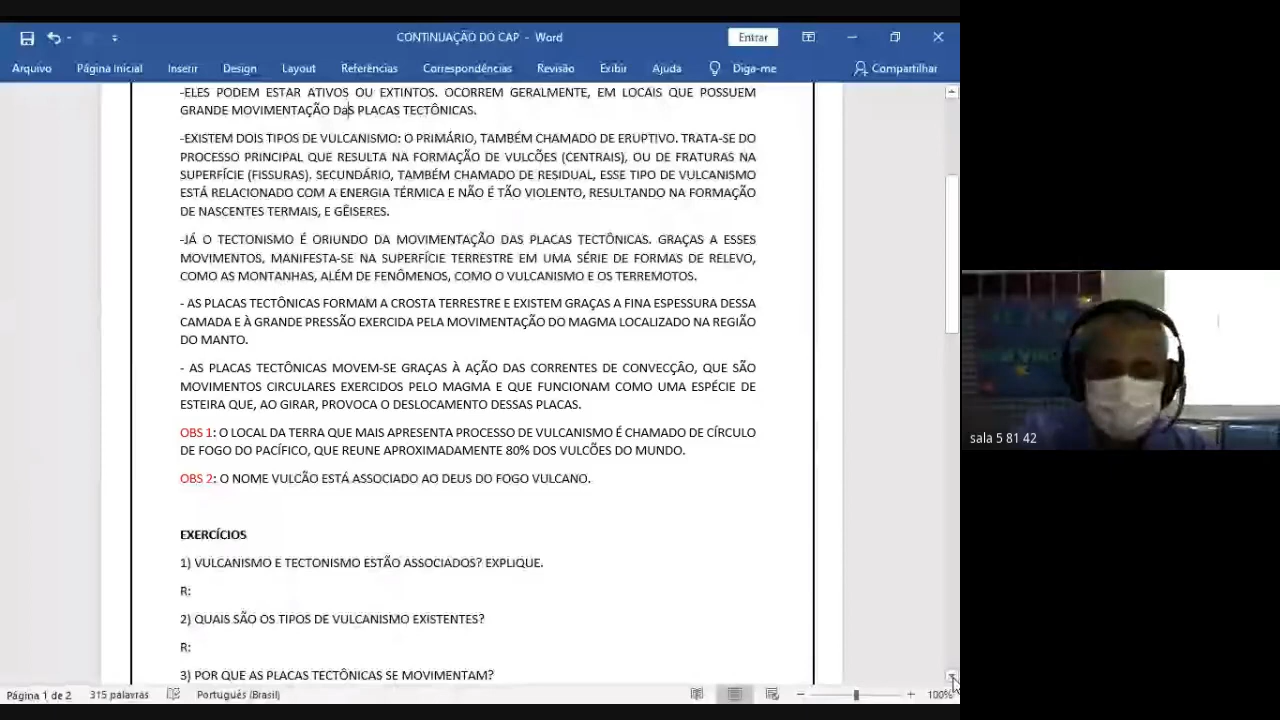 CONTINUAÇÃO DO CAP - Word
Entrar
Arquivo Página Inicial Inserir Design Layout Referências Correspondências Revisão Exibir Ajuda Diga-me Compartilhar
-ELES PODEM ESTAR ATIVOS OU EXTINTOS. OCORREM GERALMENTE, EM LOCAIS QUE POSSUEM
GRANDE MOVIMENTAÇÃO DaS PLACAS TECTÔNICAS.
-EXISTEM DOIS TIPOS DE VULCANISMO: O PRIMÁRIO, TAMBÉM CHAMADO DE ERUPTIVO. TRATA-SE DO
PROCESSO PRINCIPAL QUE RESULTA NA FORMAÇÃO DE VULCÕES (CENTRAIS), OU DE FRATURAS NA
SUPERFÍCIE (FISSURAS). SECUNDÁRIO, TAMBÉM CHAMADO DE RESIDUAL, ESSE TIPO DE VULCANISMO
ESTÁ RELACIONADO COM A ENERGIA TÉRMICA E NÃO É TÃO VIOLENTO, RESULTANDO NA FORMAÇÃO
DE NASCENTES TERMAIS, E GÊISERES.
-JÁ O TECTONISMO É ORIUNDO DA MOVIMENTAÇÃO DAS PLACAS TECTÔNICAS. GRAÇAS A ESSES
MOVIMENTOS, MANIFESTA-SE NA SUPERFÍCIE TERRESTRE EM UMA SÉRIE DE FORMAS DE RELEVO,
COMO AS MONTANHAS, ALÉM DE FENÔMENOS, COMO O VULCANISMO E OS TERREMOTOS.
- AS PLACAS TECTÔNICAS FORMAM A CROSTA TERRESTRE E EXISTEM GRAÇAS A FINA ESPESSURA DESSA
CAMADA E À GRANDE PRESSÃO EXERCIDA PELA MOVIMENTAÇÃO DO MAGMA LOCALIZADO NA REGIÃO
DO MANTO.
- AS PLACAS TECTÔNICAS MOVEM-SE GRAÇAS À AÇÃO DAS CORRENTES DE CONVECÇÂO, QUE SÃO
MOVIMENTOS CIRCULARES EXERCIDOS PELO MAGMA E QUE FUNCIONAM COMO UMA ESPÉCIE DE
ESTEIRA QUE, AO GIRAR, PROVOCA O DESLOCAMENTO DESSAS PLACAS.
OBS 1: O LOCAL DA TERRA QUE MAIS APRESENTA PROCESSO DE VULCANISMO É CHAMADO DE CÍRCULO
DE FOGO DO PACÍFICO, QUE REUNE APROXIMADAMENTE 80% DOS VULCÕES DO MUNDO.
OBS 2: O NOME VULCÃO ESTÁ ASSOCIADO AO DEUS DO FOGO VULCANO.
EXERCÍCIOS
1) VULCANISMO E TECTONISMO ESTÃO ASSOCIADOS? EXPLIQUE.
R:
2) QUAIS SÃO OS TIPOS DE VULCANISMO EXISTENTES?
R:
3) POR QUE AS PLACAS TECTÔNICAS SE MOVIMENTAM?
Página 1 de 2 315 palavras Português (Brasil) 100%
sala 5 81 42